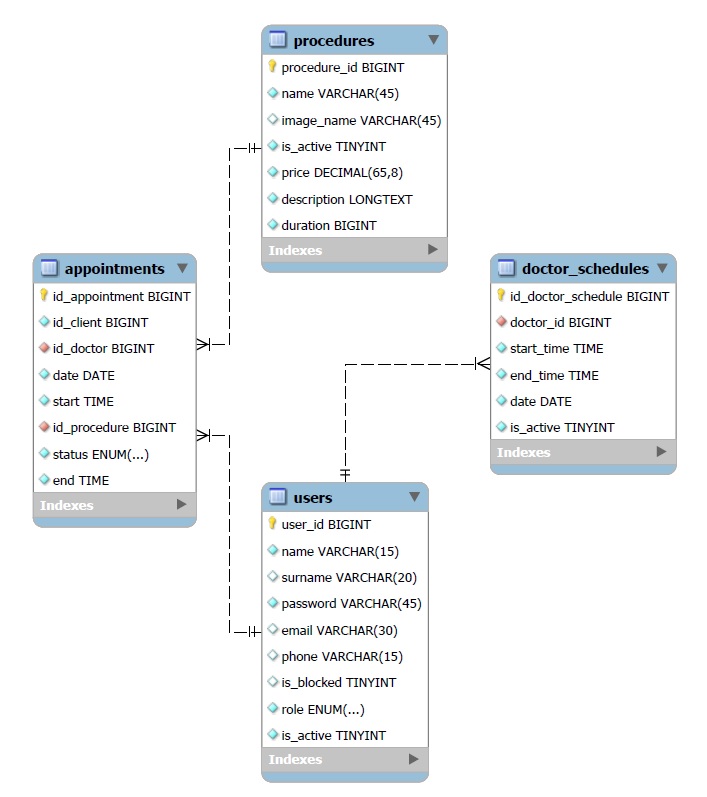 procedures
procedure_id BIGINT
name VARCHAR(45)
image_name VARCHAR(45)
is_active TINYINT
price DECIMAL(65,8)
description LONGTEXT
duration BIGINT
Indexes
appointments
id_appointment BIGINT
id_client BIGINT
id_doctor BIGINT
date DATE
start TIME
id_procedure BIGINT
status ENUM(...)
end TIME
Indexes
doctor_schedules
id_doctor_schedule BIGINT
doctor_id BIGINT
start_time TIME
end_time TIME
date DATE
is_active TINYINT
Indexes
users
user_id BIGINT
name VARCHAR(15)
surname VARCHAR(20)
password VARCHAR(45)
email VARCHAR(30)
phone VARCHAR(15)
is_blocked TINYINT
role ENUM(...)
is_active TINYINT
Indexes